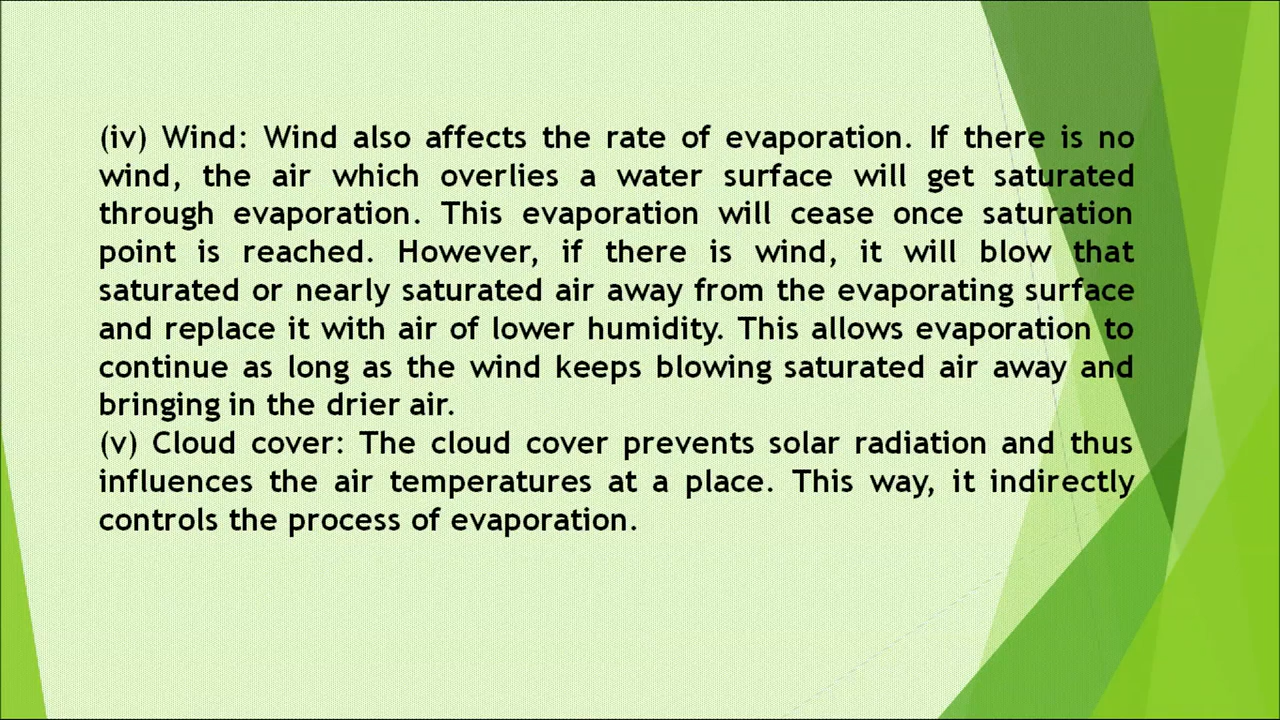 (iv) Wind: Wind also affects the rate of evaporation. If there is no
wind, the air which overlies a water surface will get saturated
through evaporation. This evaporation will cease once saturation
point is reached. However, if there is wind, it will blow that
saturated or nearly saturated air away from the evaporating surface
and replace it with air of lower humidity. This allows evaporation to
continue as long as the wind keeps blowing saturated air away and
bringing in the drier air.
(v) Cloud cover: The cloud cover prevents solar radiation and thus
influences the air temperatures at a place. This way, it indirectly
controls the process of evaporation.